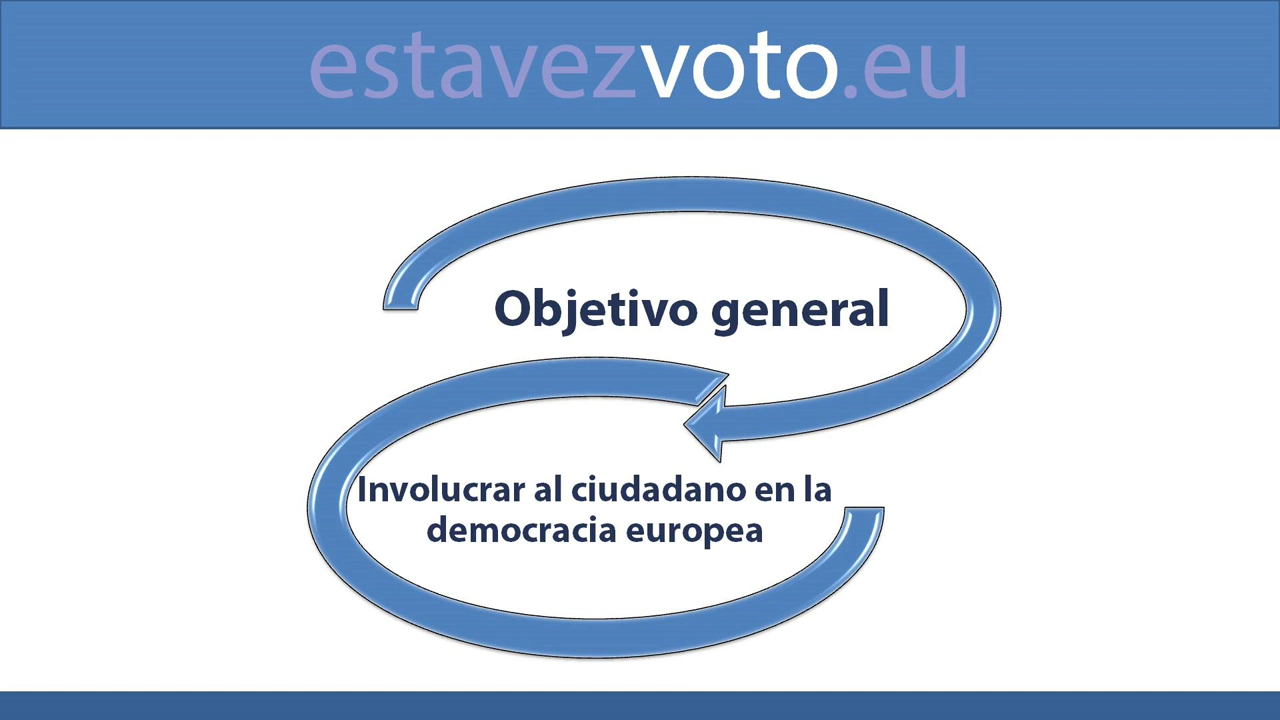 estavezvoto.eu
Objetivo general
Involucrar al ciudadano en la
democracia europea